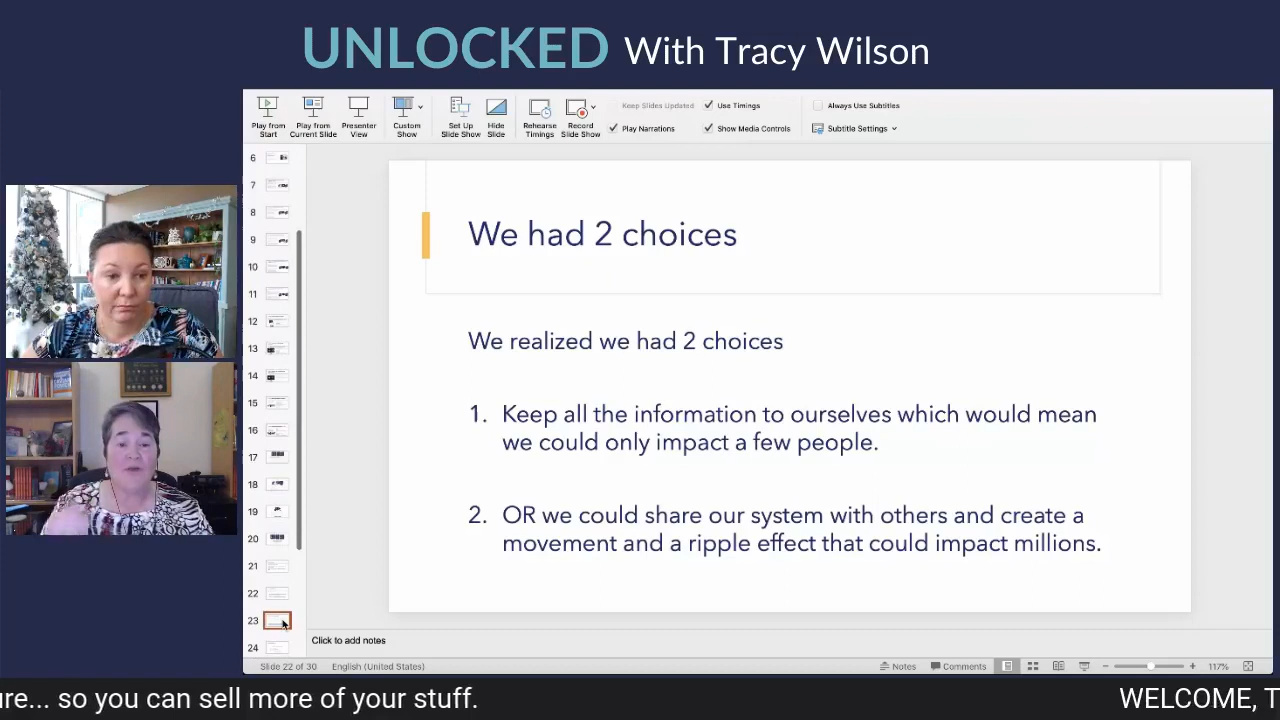 UNLOCKED With Tracy Wilson
Play from Start
Play from Current Slide
Presenter View
Custom Show
Set Up Slide Show
Hide Slide
Rehearse Timings
Record Slide Show
Keep Slides Updated
Use Timings
Play Narrations
Show Media Controls
Always Use Subtitles
Subtitle Settings
6
7
8
9
10
11
12
13
14
15
16
17
18
19
20
21
22
23
24
We had 2 choices
We realized we had 2 choices
1. Keep all the information to ourselves which would mean
we could only impact a few people.
2. OR we could share our system with others and create a
movement and a ripple effect that could impact millions.
Click to add notes
Slide 22 of 30 English (United States) Notes Comments 117%
ure... so you can sell more of your stuff. WELCOME, T